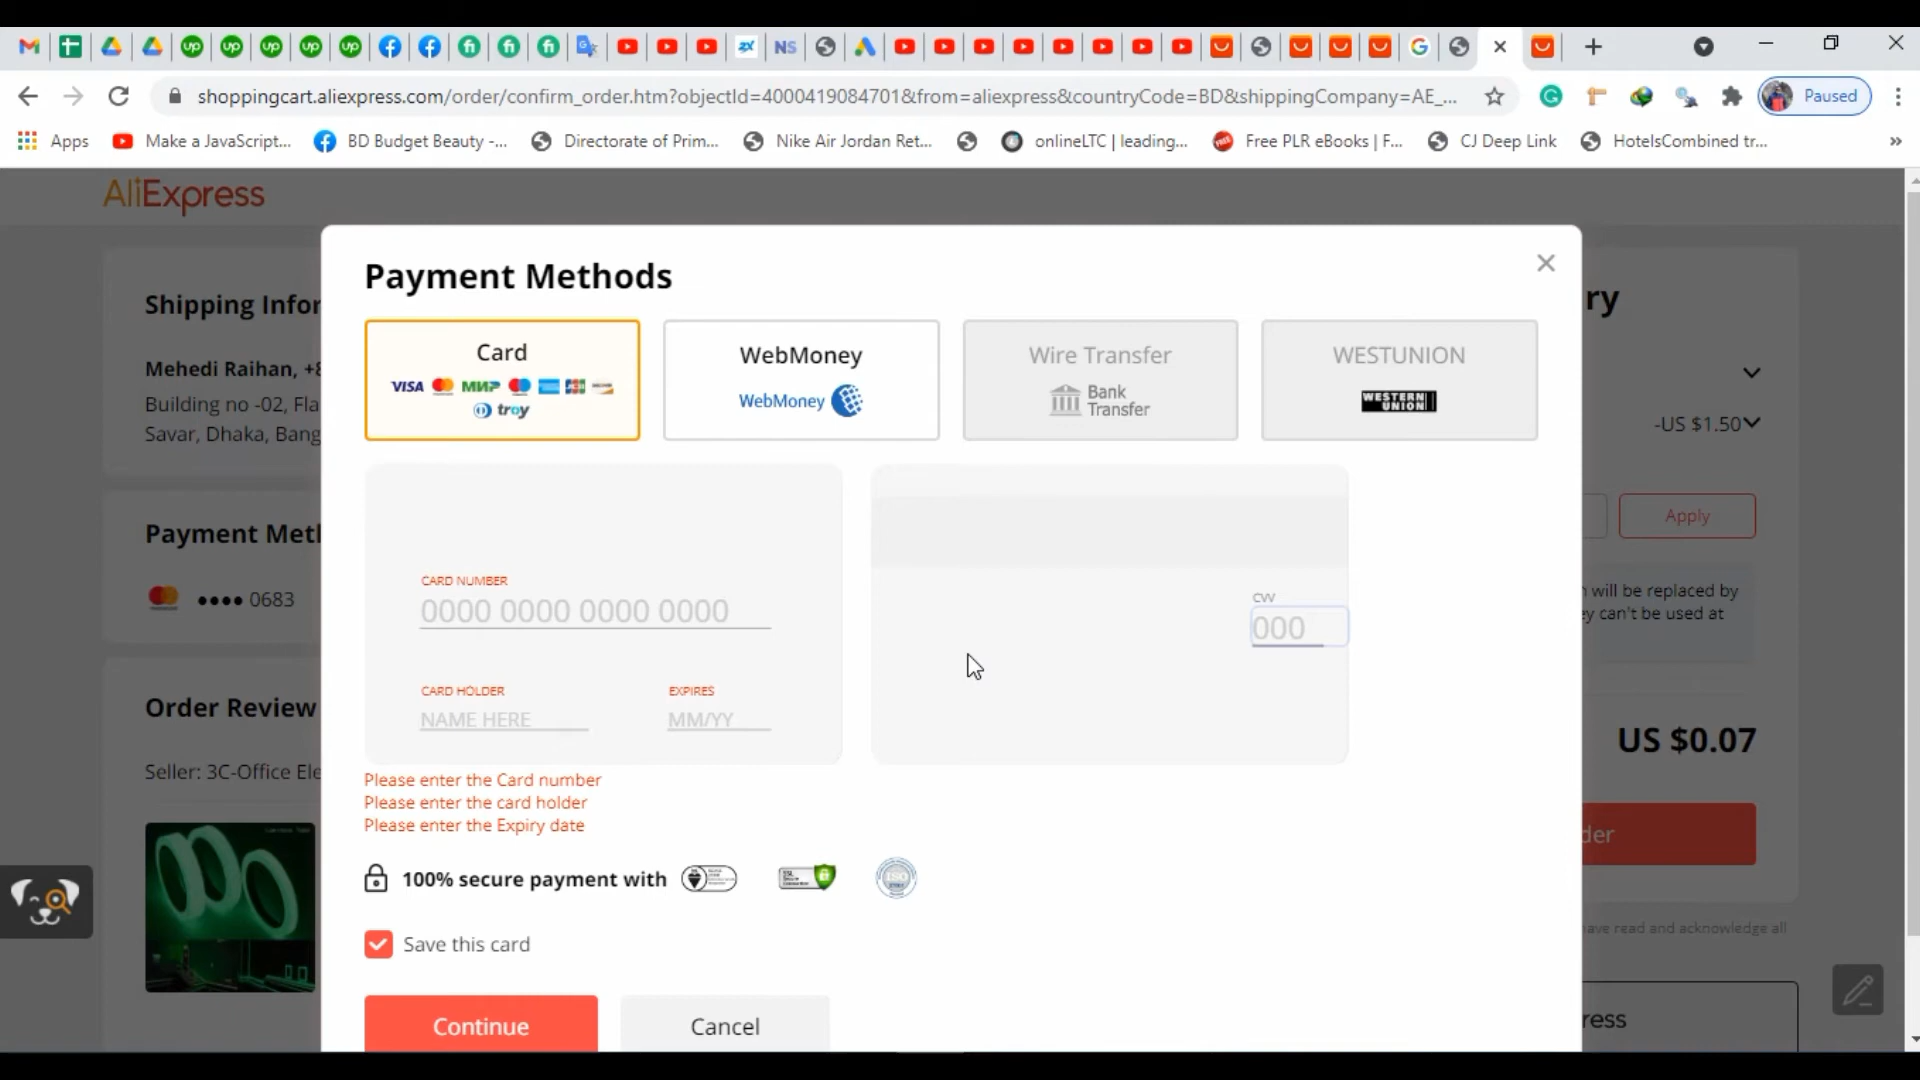 NS
shoppingcart.aliexpress.com/order/confirm_order.htm?objectId=4000419084701&from=aliexpress&countryCode=BD&shippingCompany=AE_...
Paused
Apps
Make a JavaScript...
BD Budget Beauty -...
Directorate of Prim...
Nike Air Jordan Ret...
onlineLTC | leading...
Free PLR eBooks | F...
CJ Deep Link
HotelsCombined tr...
»
AliExpress
Payment Methods
Card
VISA МИР
troy
WebMoney
WebMoney
Wire Transfer
Bank
Transfer
WESTUNION
WESTERN
UNION
CARD NUMBER
0000 0000 0000 0000
CARD HOLDER
NAME HERE
EXPIRES
MM/YY
CVV
000
Please enter the Card number
Please enter the card holder
Please enter the Expiry date
100% secure payment with
ISO
Save this card
Continue
Cancel
Shipping Infor
Mehedi Raihan, +8
Building no -02, Fla
Savar, Dhaka, Bang
Payment Met
•••• 0683
Order Review
Seller: 3C-Office Ele
ry
-US $1.50
Apply
will be replaced by
ey can't be used at
US $0.07
der
ave read and acknowledge all
ress